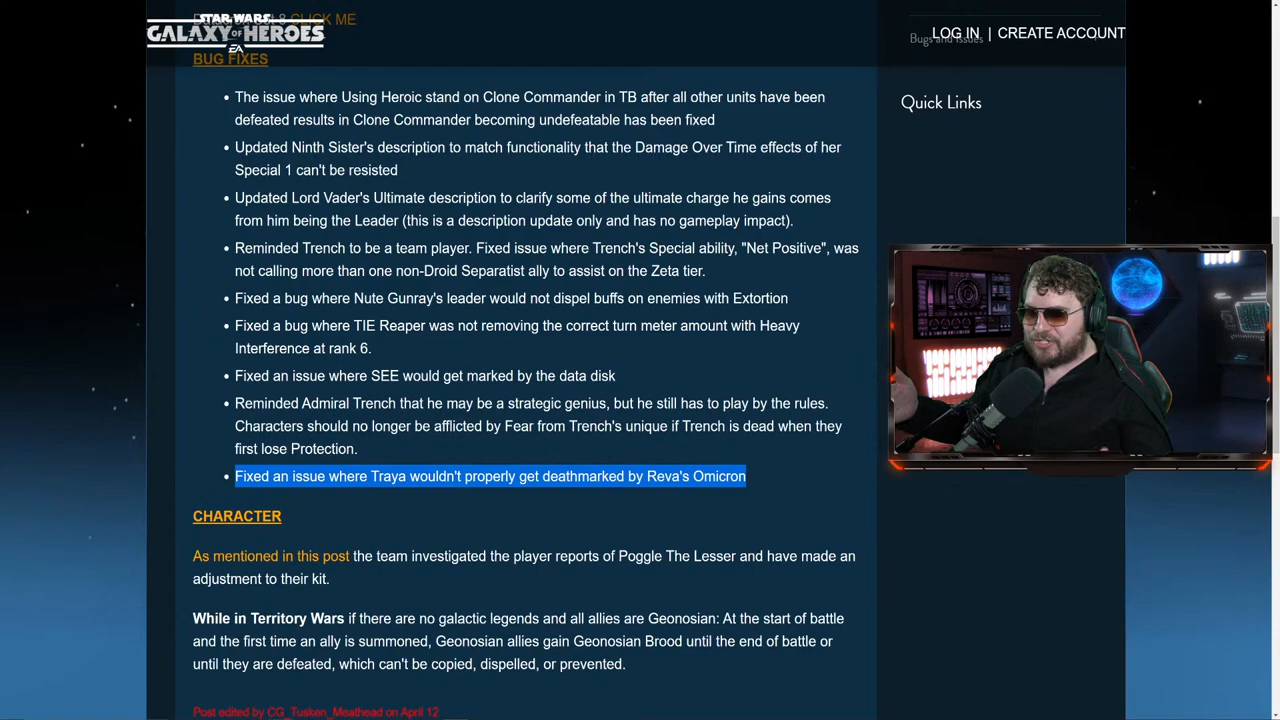 CLICK ME
STAR WARS
GALAXY OF HEROES
EA
LOG IN | CREATE ACCOUNT
Bugs and Issues
BUG FIXES
Quick Links
• The issue where Using Heroic stand on Clone Commander in TB after all other units have been
defeated results in Clone Commander becoming undefeatable has been fixed
• Updated Ninth Sister's description to match functionality that the Damage Over Time effects of her
Special 1 can't be resisted
• Updated Lord Vader's Ultimate description to clarify some of the ultimate charge he gains comes
from him being the Leader (this is a description update only and has no gameplay impact).
• Reminded Trench to be a team player. Fixed issue where Trench's Special ability, "Net Positive", was
not calling more than one non-Droid Separatist ally to assist on the Zeta tier.
• Fixed a bug where Nute Gunray's leader would not dispel buffs on enemies with Extortion
• Fixed a bug where TIE Reaper was not removing the correct turn meter amount with Heavy
Interference at rank 6.
• Fixed an issue where SEE would get marked by the data disk
• Reminded Admiral Trench that he may be a strategic genius, but he still has to play by the rules.
Characters should no longer be afflicted by Fear from Trench's unique if Trench is dead when they
first lose Protection.
• Fixed an issue where Traya wouldn't properly get deathmarked by Reva's Omicron
CHARACTER
As mentioned in this post the team investigated the player reports of Poggle The Lesser and have made an
adjustment to their kit.
While in Territory Wars if there are no galactic legends and all allies are Geonosian: At the start of battle
and the first time an ally is summoned, Geonosian allies gain Geonosian Brood until the end of battle or
until they are defeated, which can't be copied, dispelled, or prevented.
Post edited by CG_Tusken_Meathead on April 12